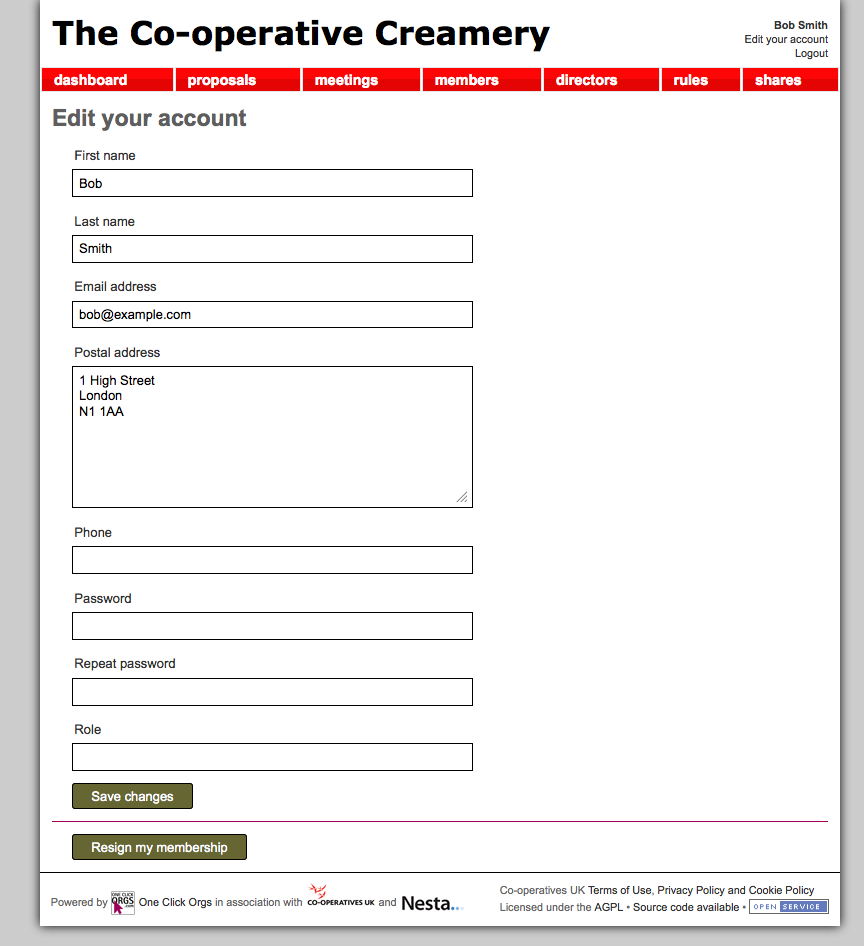 The Co-operative Creamery
Bob Smith
Edit your account
Logout
dashboard proposals meetings members directors rules shares
Edit your account
First name
Bob
Last name
Smith
Email address
bob@example.com
Postal address
1 High Street
London
N1 1AA
Phone
Password
Repeat password
Role
Save changes
Resign my membership
Powered by ONE CLICK ORGS .com One Click Orgs in association with CO-OPERATIVES UK and Nesta...
Co-operatives UK Terms of Use, Privacy Policy and Cookie Policy
Licensed under the AGPL • Source code available • OPEN SERVICE